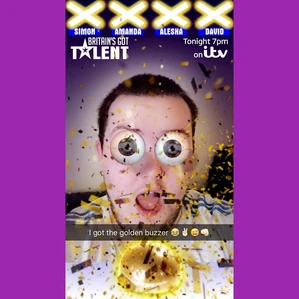 SIMON AMANDA ALESHA DAVID
BRITAIN'S GOT
TALENT
Tonight 7pm
on itv
I got the golden buzzer 😂✌️😄👊